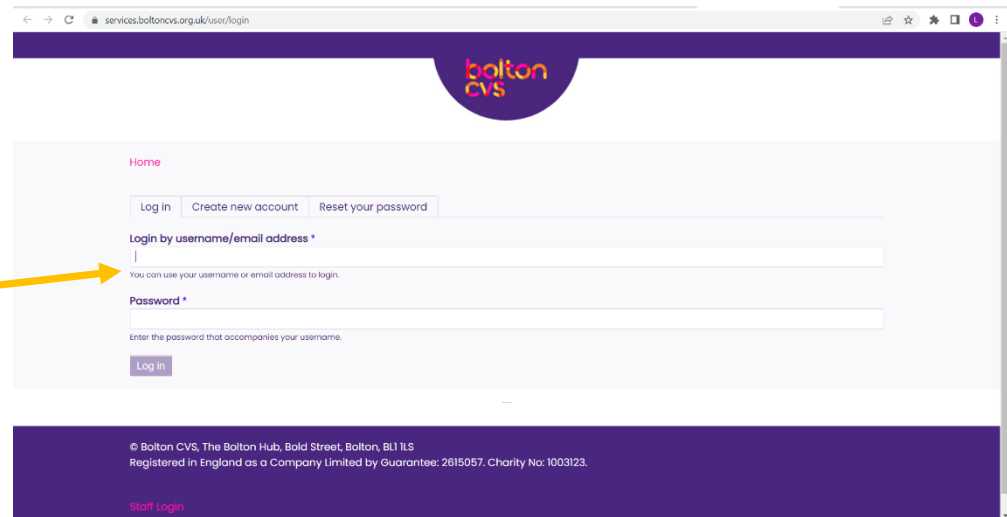 services.boltoncvs.org.uk/user/login
L
bolton
cvs
Home
Log in Create new account Reset your password
Login by username/email address *
You can use your username or email address to login.
Password *
Enter the password that accompanies your username.
Log in
© Bolton CVS, The Bolton Hub, Bold Street, Bolton, BL1 1LS
Registered in England as a Company Limited by Guarantee: 2615057. Charity No: 1003123.
Staff Login